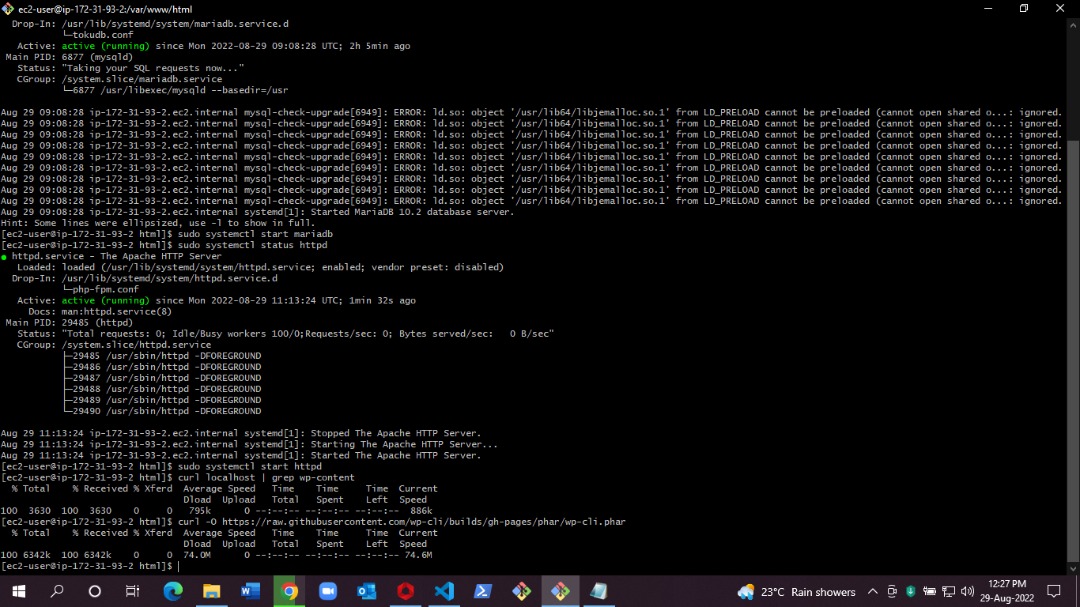 ec2-user@ip-172-31-93-2:/var/www/html
Drop-In: /usr/lib/systemd/system/mariadb.service.d
└─tokudb.conf
Active: active (running) since Mon 2022-08-29 09:08:28 UTC; 2h 5min ago
Main PID: 6877 (mysqld)
Status: "Taking your SQL requests now..."
CGroup: /system.slice/mariadb.service
└─6877 /usr/libexec/mysqld --basedir=/usr
Aug 29 09:08:28 ip-172-31-93-2.ec2.internal mysql-check-upgrade[6949]: ERROR: ld.so: object '/usr/lib64/libjemalloc.so.1' from LD_PRELOAD cannot be preloaded (cannot open shared o...: ignored.
Aug 29 09:08:28 ip-172-31-93-2.ec2.internal mysql-check-upgrade[6949]: ERROR: ld.so: object '/usr/lib64/libjemalloc.so.1' from LD_PRELOAD cannot be preloaded (cannot open shared o...: ignored.
Aug 29 09:08:28 ip-172-31-93-2.ec2.internal mysql-check-upgrade[6949]: ERROR: ld.so: object '/usr/lib64/libjemalloc.so.1' from LD_PRELOAD cannot be preloaded (cannot open shared o...: ignored.
Aug 29 09:08:28 ip-172-31-93-2.ec2.internal mysql-check-upgrade[6949]: ERROR: ld.so: object '/usr/lib64/libjemalloc.so.1' from LD_PRELOAD cannot be preloaded (cannot open shared o...: ignored.
Aug 29 09:08:28 ip-172-31-93-2.ec2.internal mysql-check-upgrade[6949]: ERROR: ld.so: object '/usr/lib64/libjemalloc.so.1' from LD_PRELOAD cannot be preloaded (cannot open shared o...: ignored.
Aug 29 09:08:28 ip-172-31-93-2.ec2.internal mysql-check-upgrade[6949]: ERROR: ld.so: object '/usr/lib64/libjemalloc.so.1' from LD_PRELOAD cannot be preloaded (cannot open shared o...: ignored.
Aug 29 09:08:28 ip-172-31-93-2.ec2.internal mysql-check-upgrade[6949]: ERROR: ld.so: object '/usr/lib64/libjemalloc.so.1' from LD_PRELOAD cannot be preloaded (cannot open shared o...: ignored.
Aug 29 09:08:28 ip-172-31-93-2.ec2.internal mysql-check-upgrade[6949]: ERROR: ld.so: object '/usr/lib64/libjemalloc.so.1' from LD_PRELOAD cannot be preloaded (cannot open shared o...: ignored.
Aug 29 09:08:28 ip-172-31-93-2.ec2.internal mysql-check-upgrade[6949]: ERROR: ld.so: object '/usr/lib64/libjemalloc.so.1' from LD_PRELOAD cannot be preloaded (cannot open shared o...: ignored.
Aug 29 09:08:28 ip-172-31-93-2.ec2.internal systemd[1]: Started MariaDB 10.2 database server.
Hint: Some lines were ellipsized, use -l to show in full.
[ec2-user@ip-172-31-93-2 html]$ sudo systemctl start mariadb
[ec2-user@ip-172-31-93-2 html]$ sudo systemctl status httpd
● httpd.service - The Apache HTTP Server
Loaded: loaded (/usr/lib/systemd/system/httpd.service; enabled; vendor preset: disabled)
Drop-In: /usr/lib/systemd/system/httpd.service.d
└─php-fpm.conf
Active: active (running) since Mon 2022-08-29 11:13:24 UTC; 1min 32s ago
Docs: man:httpd.service(8)
Main PID: 29485 (httpd)
Status: "Total requests: 0; Idle/Busy workers 100/0;Requests/sec: 0; Bytes served/sec:   0 B/sec"
CGroup: /system.slice/httpd.service
├─29485 /usr/sbin/httpd -DFOREGROUND
├─29486 /usr/sbin/httpd -DFOREGROUND
├─29487 /usr/sbin/httpd -DFOREGROUND
├─29488 /usr/sbin/httpd -DFOREGROUND
├─29489 /usr/sbin/httpd -DFOREGROUND
└─29490 /usr/sbin/httpd -DFOREGROUND
Aug 29 11:13:24 ip-172-31-93-2.ec2.internal systemd[1]: Stopped The Apache HTTP Server.
Aug 29 11:13:24 ip-172-31-93-2.ec2.internal systemd[1]: Starting The Apache HTTP Server...
Aug 29 11:13:24 ip-172-31-93-2.ec2.internal systemd[1]: Started The Apache HTTP Server.
[ec2-user@ip-172-31-93-2 html]$ sudo systemctl start httpd
[ec2-user@ip-172-31-93-2 html]$ curl localhost | grep wp-content
% Total    % Received % Xferd  Average Speed   Time    Time     Time  Current
Dload  Upload   Total   Spent    Left  Speed
100  3630  100  3630    0     0   795k      0 --:--:-- --:--:-- --:--:--  886k
[ec2-user@ip-172-31-93-2 html]$ curl -O https://raw.githubusercontent.com/wp-cli/builds/gh-pages/phar/wp-cli.phar
% Total    % Received % Xferd  Average Speed   Time    Time     Time  Current
Dload  Upload   Total   Spent    Left  Speed
100 6342k  100 6342k    0     0  74.0M      0 --:--:-- --:--:-- --:--:-- 74.6M
[ec2-user@ip-172-31-93-2 html]$
23°C Rain showers
12:27 PM
29-Aug-2022